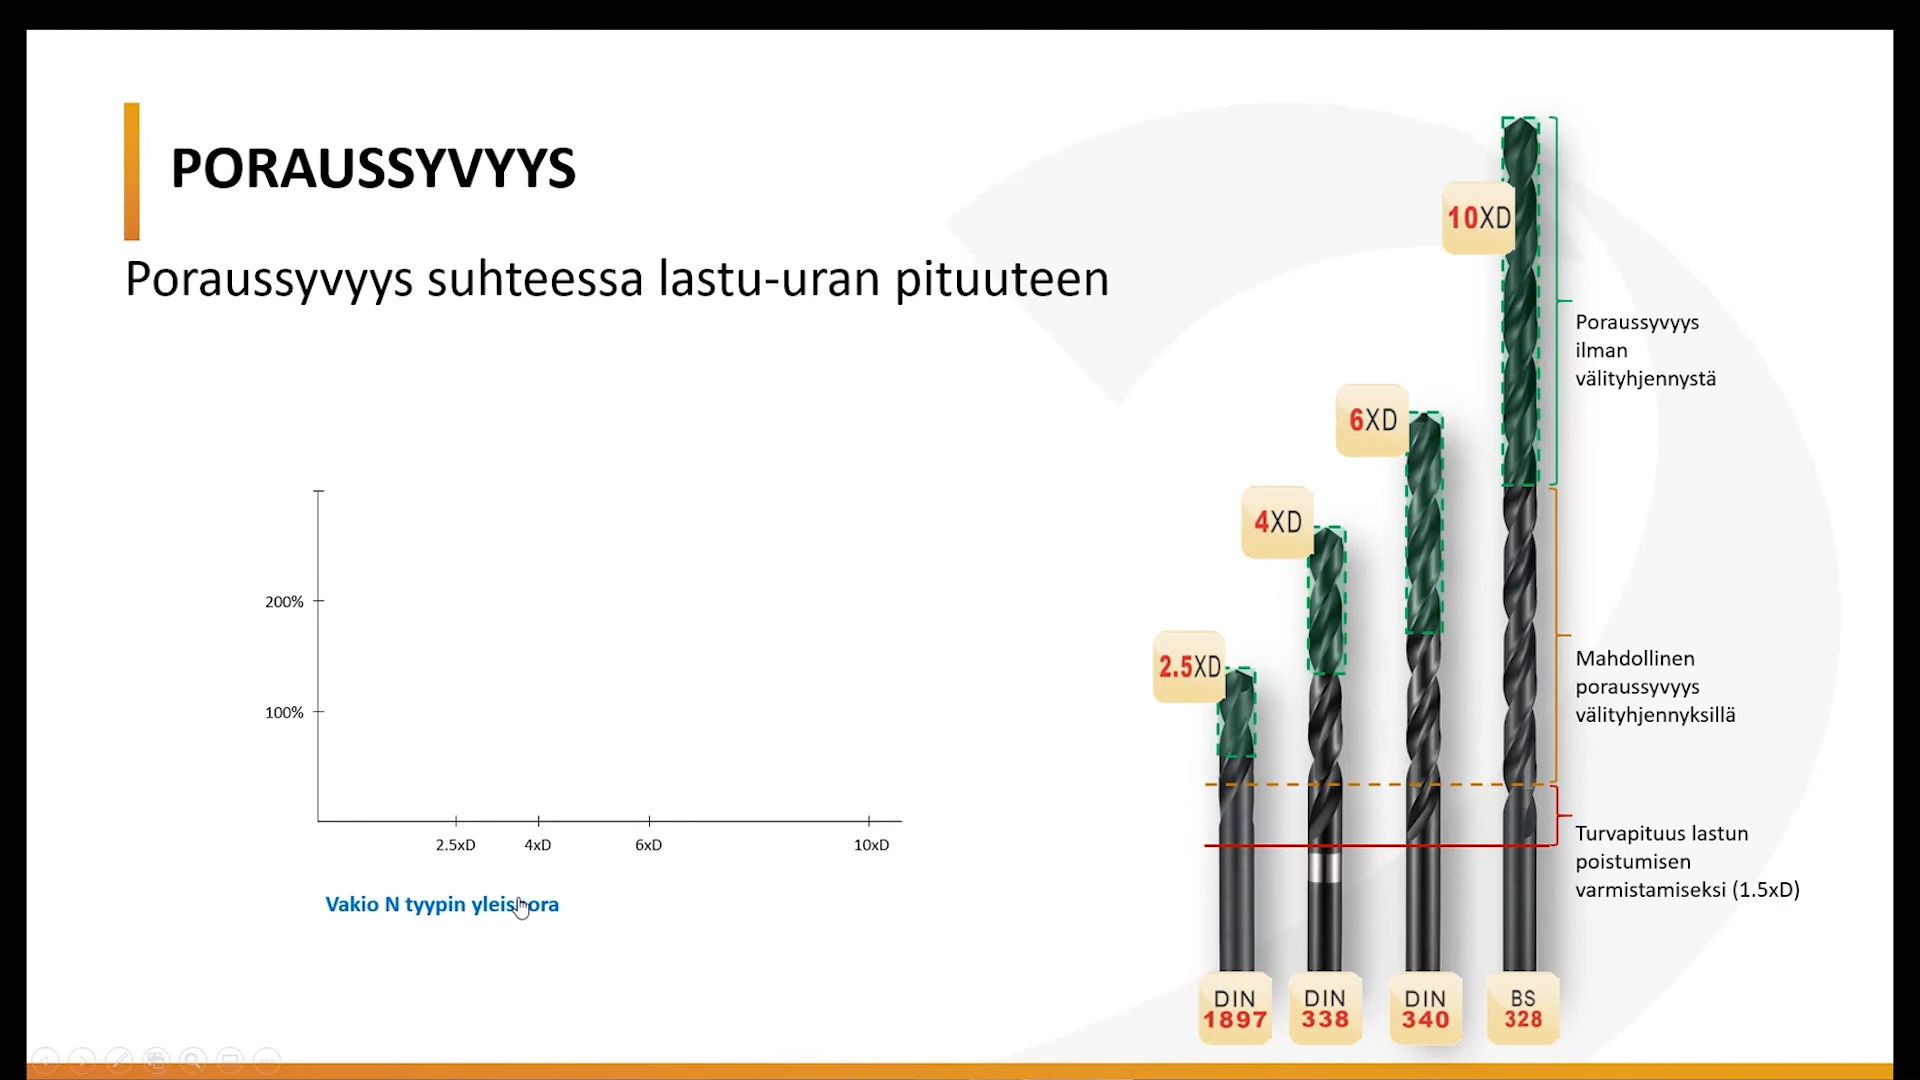 PORAUSSYVYYS
Poraussyvyys suhteessa lastu-uran pituuteen
200%
100%
2.5xD
4xD
6xD
10xD
Vakio N tyypin yleispora
10XD
6XD
4XD
2.5XD
Poraussyvyys
ilman
välityhjennystä
Mahdollinen
poraussyvyys
välityhjennyksillä
Turvapituus lastun
poistumisen
varmistamiseksi (1.5xD)
DIN
1897
DIN
338
DIN
340
BS
328